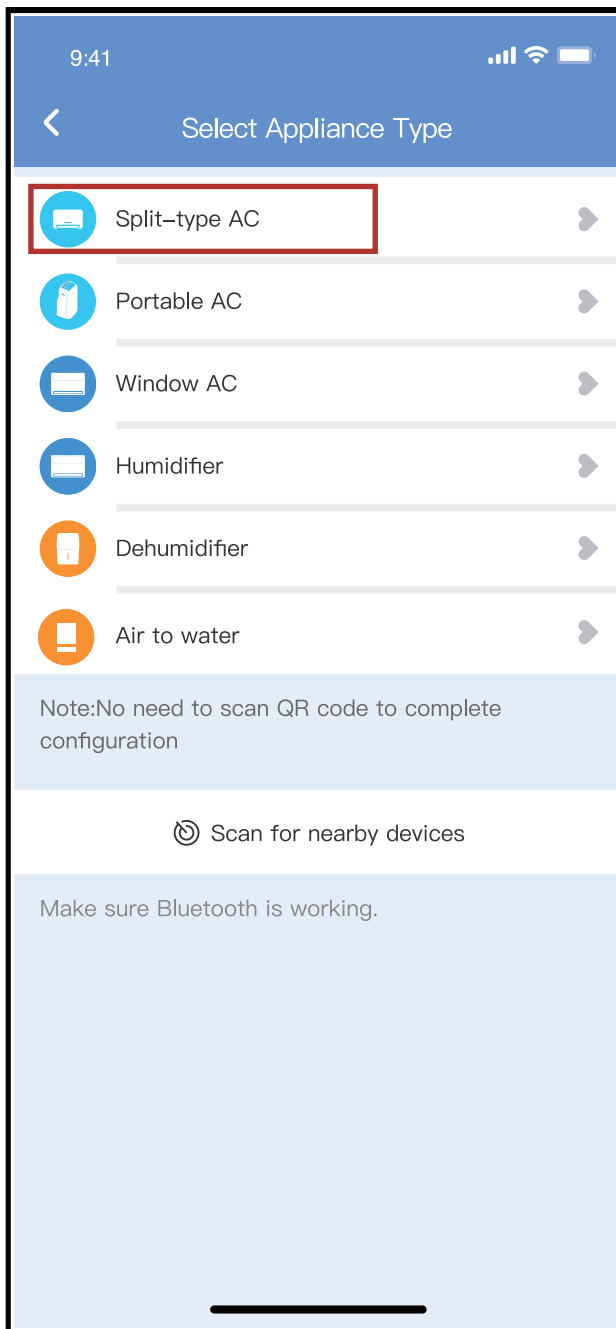 9:41
Select Appliance Type
Split-type AC
Portable AC
Window AC
Humidifier
Dehumidifier
Air to water
Note:No need to scan QR code to complete
configuration
Scan for nearby devices
Make sure Bluetooth is working.